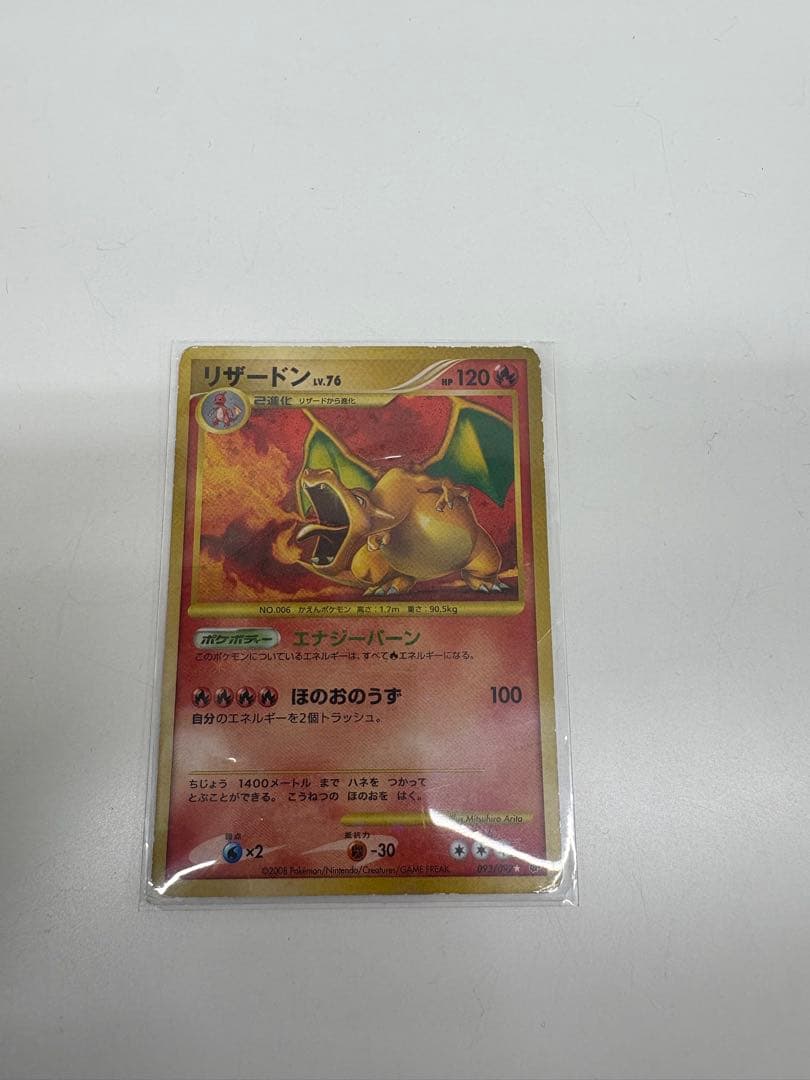 リザードン LV.76 HP 120
2進化 リザードから進化
NO.006 かえんポケモン 高さ：1.7m 重さ：90.5kg
ポケボディー エナジーバーン
このポケモンについているエネルギーは、すべて エネルギーになる。
ほのおのうず 100
自分のエネルギーを2個トラッシュ。
ちじょう 1400メートル まで ハネを つかって
とぶことができる。 こうねつの ほのおを はく。
Mitsuhiro Arita
弱点 抵抗力
×2 -30
©2008 Pokémon/Nintendo/Creatures/GAME FREAK.